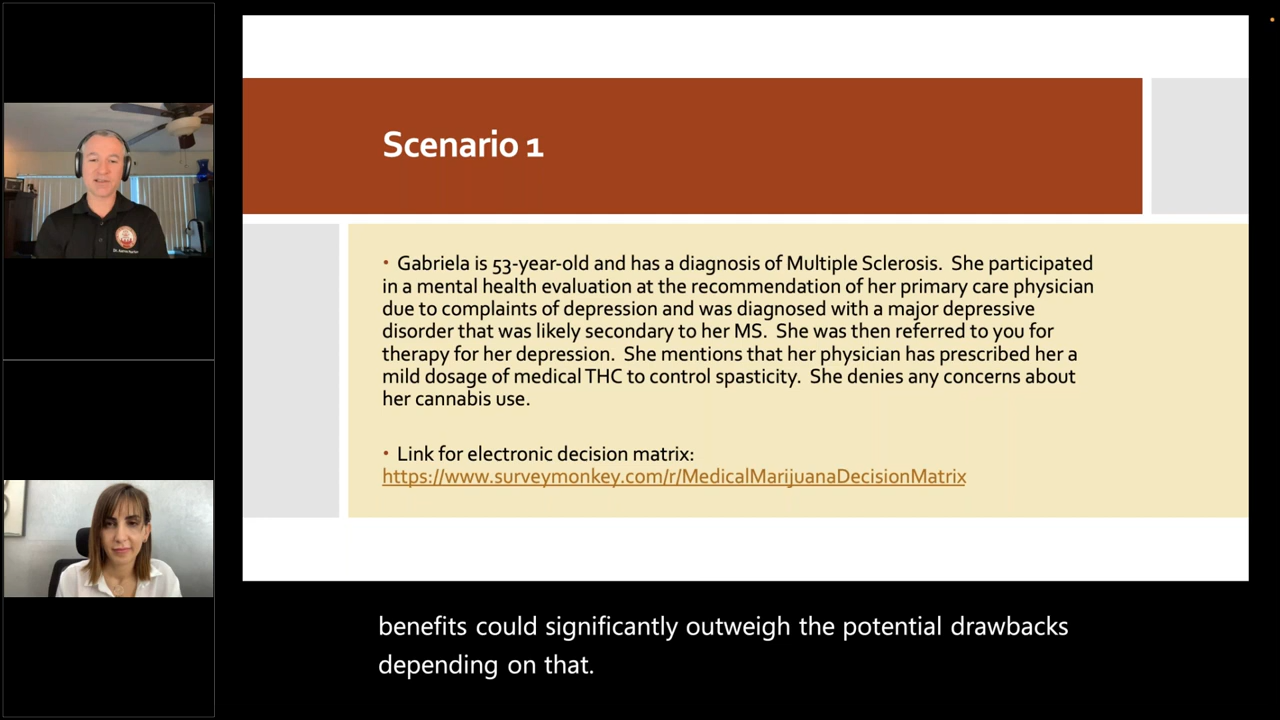 Scenario 1
• Gabriela is 53-year-old and has a diagnosis of Multiple Sclerosis. She participated
in a mental health evaluation at the recommendation of her primary care physician
due to complaints of depression and was diagnosed with a major depressive
disorder that was likely secondary to her MS. She was then referred to you for
therapy for her depression. She mentions that her physician has prescribed her a
mild dosage of medical THC to control spasticity. She denies any concerns about
her cannabis use.
• Link for electronic decision matrix:
https://www.surveymonkey.com/r/MedicalMarijuanaDecisionMatrix
benefits could significantly outweigh the potential drawbacks
depending on that.